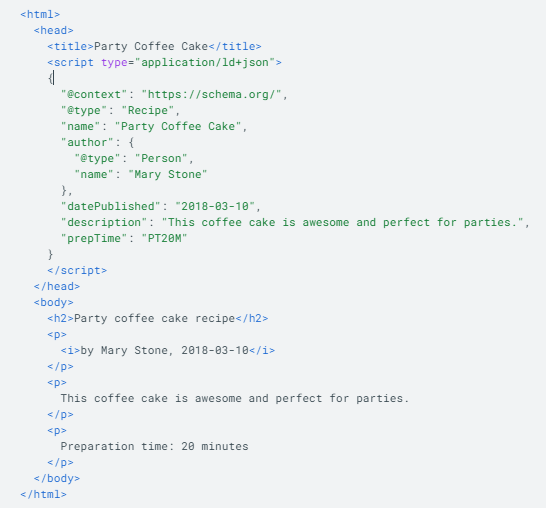 <html>
<head>
<title>Party Coffee Cake</title>
<script type="application/ld+json">
{
"@context": "https://schema.org/",
"@type": "Recipe",
"name": "Party Coffee Cake",
"author": {
"@type": "Person",
"name": "Mary Stone"
},
"datePublished": "2018-03-10",
"description": "This coffee cake is awesome and perfect for parties.",
"prepTime": "PT20M"
}
</script>
</head>
<body>
<h2>Party coffee cake recipe</h2>
<p>
<i>by Mary Stone, 2018-03-10</i>
</p>
<p>
This coffee cake is awesome and perfect for parties.
</p>
<p>
Preparation time: 20 minutes
</p>
</body>
</html>